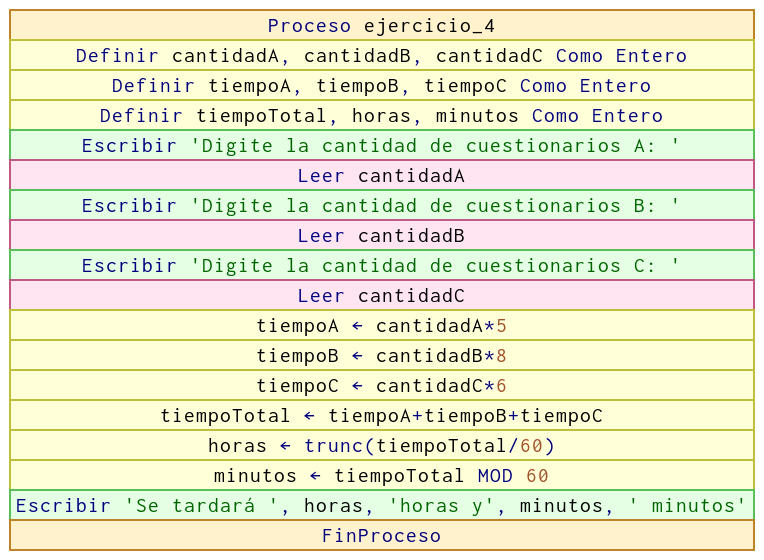 Proceso ejercicio_4
Definir cantidadA, cantidadB, cantidadC Como Entero
Definir tiempoA, tiempoB, tiempoC Como Entero
Definir tiempoTotal, horas, minutos Como Entero
Escribir 'Digite la cantidad de cuestionarios A: '
Leer cantidadA
Escribir 'Digite la cantidad de cuestionarios B: '
Leer cantidadB
Escribir 'Digite la cantidad de cuestionarios C: '
Leer cantidadC
tiempoA ← cantidadA*5
tiempoB ← cantidadB*8
tiempoC ← cantidadC*6
tiempoTotal ← tiempoA+tiempoB+tiempoC
horas ← trunc(tiempoTotal/60)
minutos ← tiempoTotal MOD 60
Escribir 'Se tardará ', horas, 'horas y', minutos, ' minutos'
FinProceso